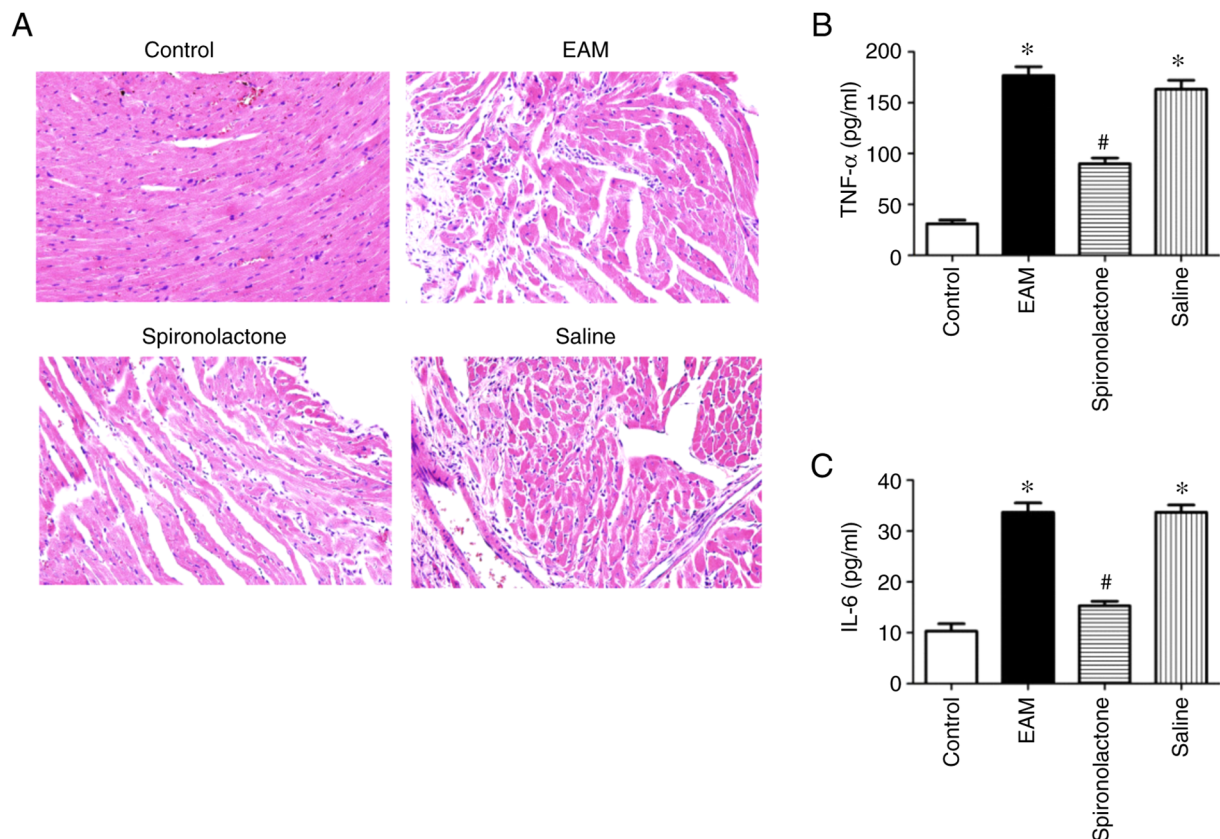 A
Control
EAM
Spironolactone
Saline
B
TNF-α (pg/ml)
200
150
100
50
0
*
#
*
Control
EAM
Spironolactone
Saline
C
IL-6 (pg/ml)
40
30
20
10
0
*
#
*
Control
EAM
Spironolactone
Saline